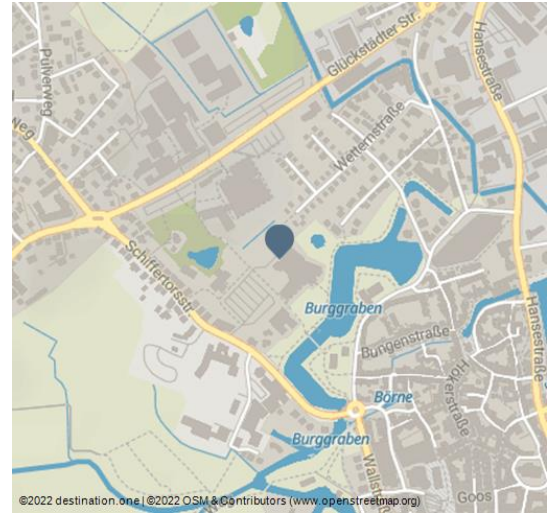 Pulverweg
Glückstädter Str.
Hansestraße
Weg
Wetternstraße
Schiffertorsstr.
Burggraben
Bungenstraße
Hökerstraße
Hansestraße
Börne
Burggraben
Wallstr
Goos
©2022 destination.one | ©2022 OSM & Contributors (www.openstreetmap.org)